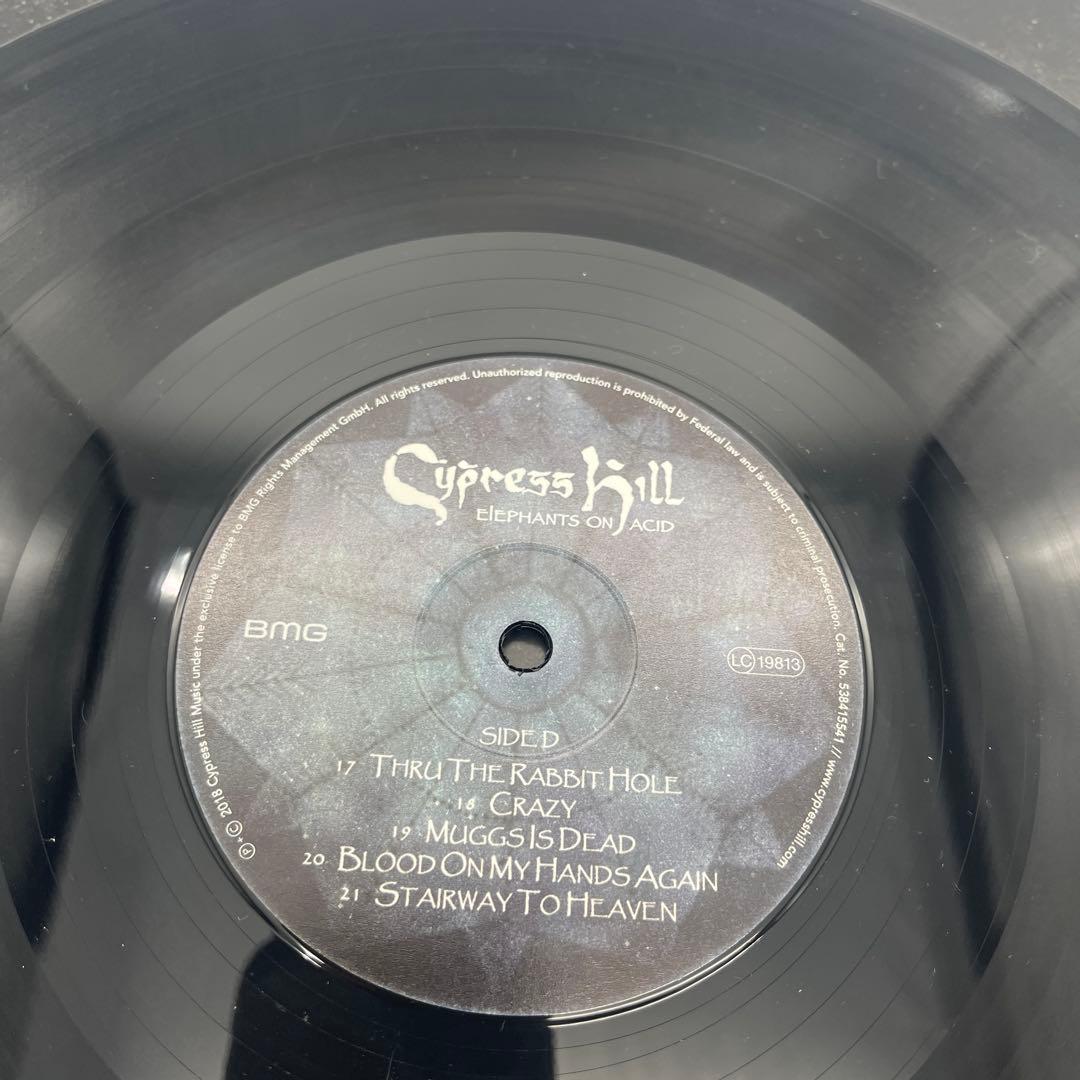 ℗+© 2018 Cypress Hill Music under the exclusive license to BMG Rights Management GmbH. All rights reserved. Unauthorized reproduction is prohibited by Federal law and is subject to criminal prosecution. Cat. No. 538415541 // www.cypresshill.com
Cypress Hill
ELEPHANTS ON ACID
BMG
LC 19813
SIDE D
17 THRU THE RABBIT HOLE
18 CRAZY
19 MUGGS IS DEAD
20 BLOOD ON MY HANDS AGAIN
21 STAIRWAY TO HEAVEN